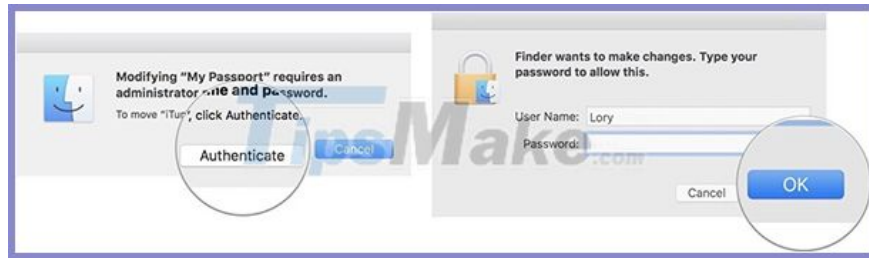 Modifying "My Passport" requires an
administrator name and password.
To move "iTun", click Authenticate.
Authenticate
Cancel
Finder wants to make changes. Type your
password to allow this.
User Name: Lory
Password:
Cancel
OK
TipsMake.com